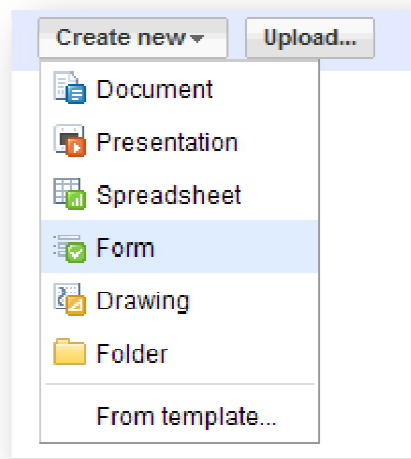 Create new Upload...
Document
Presentation
Spreadsheet
Form
Drawing
Folder
From template...